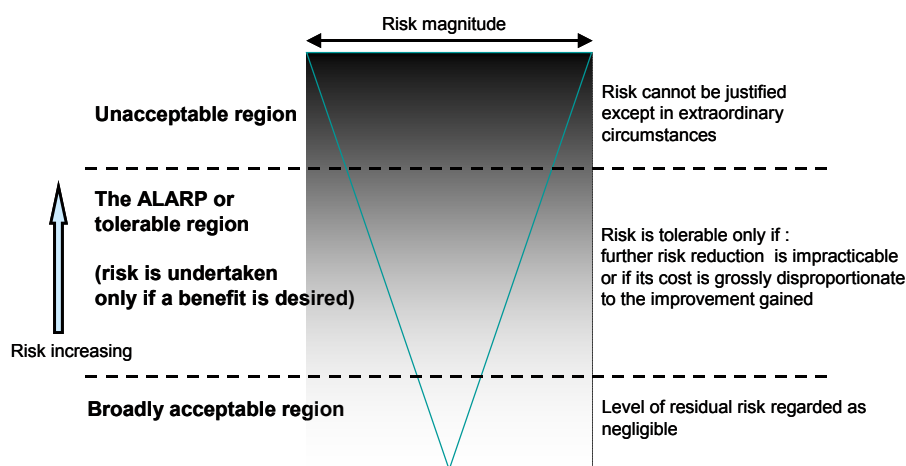 Risk magnitude
Unacceptable region
Risk cannot be justified
except in extraordinary
circumstances
The ALARP or
tolerable region
(risk is undertaken
only if a benefit is desired)
Risk is tolerable only if :
further risk reduction  is impracticable
or if its cost is grossly disproportionate
to the improvement gained
Risk increasing
Broadly acceptable region
Level of residual risk regarded as
negligible